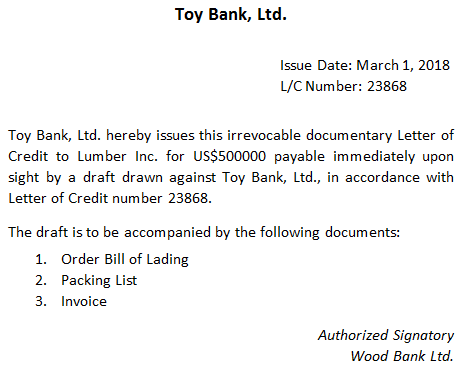 Toy Bank, Ltd.
Issue Date: March 1, 2018
L/C Number: 23868
Toy Bank, Ltd. hereby issues this irrevocable documentary Letter of
Credit to Lumber Inc. for US$500000 payable immediately upon
sight by a draft drawn against Toy Bank, Ltd., in accordance with
Letter of Credit number 23868.
The draft is to be accompanied by the following documents:
1. Order Bill of Lading
2. Packing List
3. Invoice
Authorized Signatory
Wood Bank Ltd.